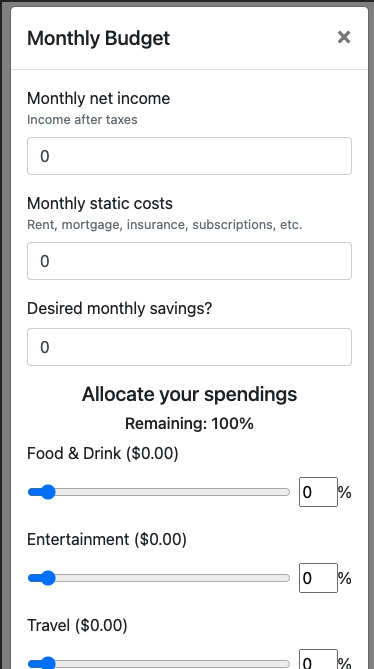 Monthly Budget ×
Monthly net income
Income after taxes
0
Monthly static costs
Rent, mortgage, insurance, subscriptions, etc.
0
Desired monthly savings?
0
Allocate your spendings
Remaining: 100%
Food & Drink ($0.00)
0 %
Entertainment ($0.00)
0 %
Travel ($0.00)
0 %